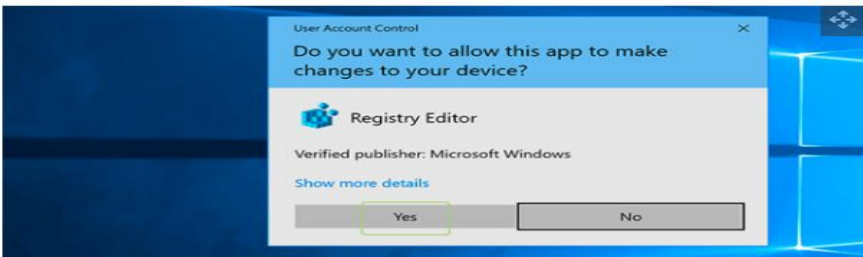 User Account Control
Do you want to allow this app to make
changes to your device?
Registry Editor
Verified publisher: Microsoft Windows
Show more details
Yes
No